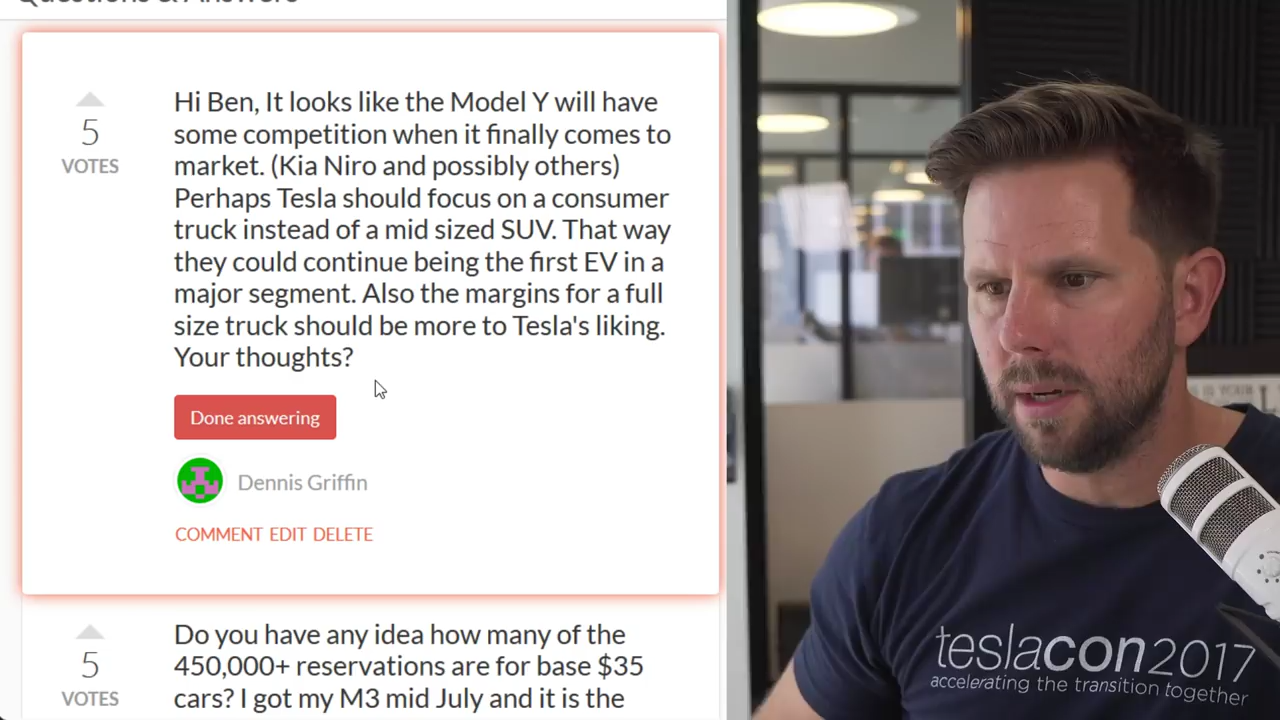 Questions & Answers
5
VOTES
Hi Ben, It looks like the Model Y will have
some competition when it finally comes to
market. (Kia Niro and possibly others)
Perhaps Tesla should focus on a consumer
truck instead of a mid sized SUV. That way
they could continue being the first EV in a
major segment. Also the margins for a full
size truck should be more to Tesla's liking.
Your thoughts?
Done answering
Dennis Griffin
COMMENT EDIT DELETE
5
VOTES
Do you have any idea how many of the
450,000+ reservations are for base $35
cars? I got my M3 mid July and it is the
teslacon2017
accelerating the transition together